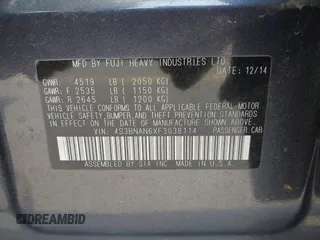 MFD. BY FUJI HEAVY INDUSTRIES LTD.
12/14
GVWR: 4519 LB ( 2050 KG)
GAWR: F 2535 LB ( 1150 KG)
GAWR: R 2645 LB ( 1200 KG)
THIS VEHICLE CONFORMS TO ALL APPLICABLE
FEDERAL MOTOR VEHICLE SAFETY,
BUMPER, AND THEFT PREVENTION STANDARDS
IN EFFECT ON THE DATE OF MANUFACTURE
SHOWN ABOVE.
VIN: 4S3BNAN6XF3038114 PASSENGER CAR
ASSEMBLED BY SIA INC. MADE IN U.S.A.
DREAMBID